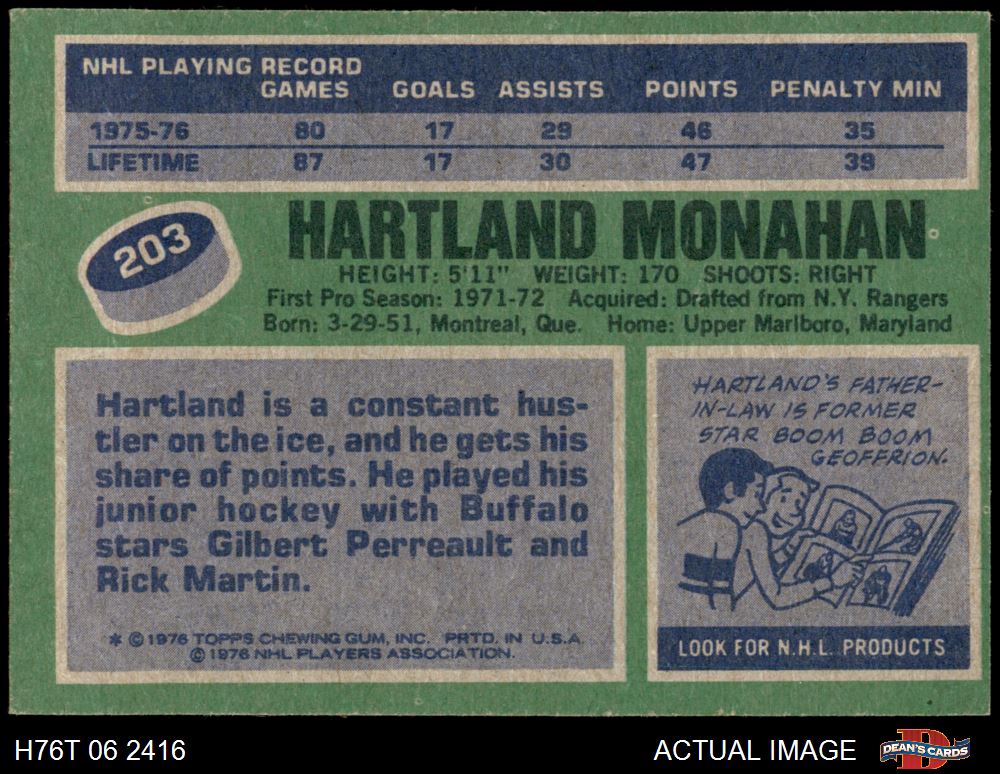 NHL PLAYING RECORD
GAMES GOALS ASSISTS POINTS PENALTY MIN
1975-76 80 17 29 46 35
LIFETIME 87 17 30 47 39
203
HARTLAND MONAHAN
HEIGHT: 5'11" WEIGHT: 170 SHOOTS: RIGHT
First Pro Season: 1971-72 Acquired: Drafted from N.Y. Rangers
Born: 3-29-51, Montreal, Que. Home: Upper Marlboro, Maryland
Hartland is a constant hus-
tler on the ice, and he gets his
share of points. He played his
junior hockey with Buffalo
stars Gilbert Perreault and
Rick Martin.
* © 1976 TOPPS CHEWING GUM, INC. PRTD. IN U.S.A.
© 1976 NHL PLAYERS ASSOCIATION.
HARTLAND'S FATHER-
IN-LAW IS FORMER
STAR BOOM BOOM
GEOFFRION.
LOOK FOR N.H.L. PRODUCTS
H76T 06 2416
ACTUAL IMAGE
DEAN'S CARDS